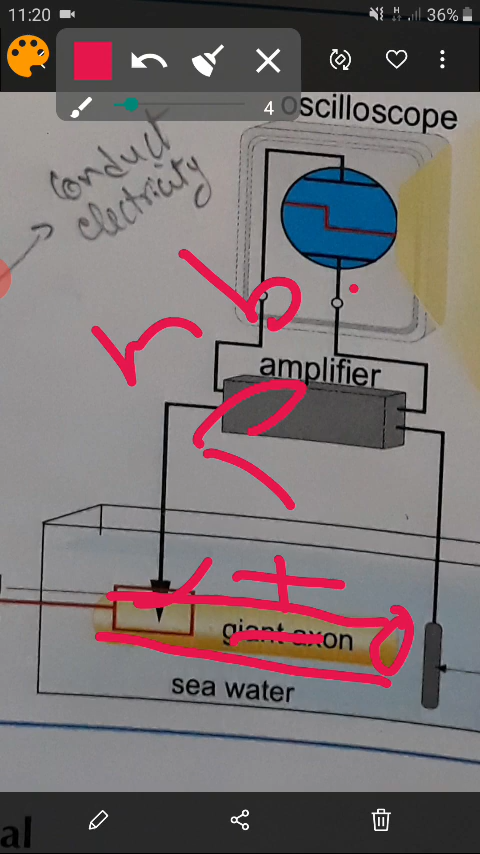 11:20
36%
4
oscilloscope
conduct
electricity
amplifier
giant axon
sea water
al